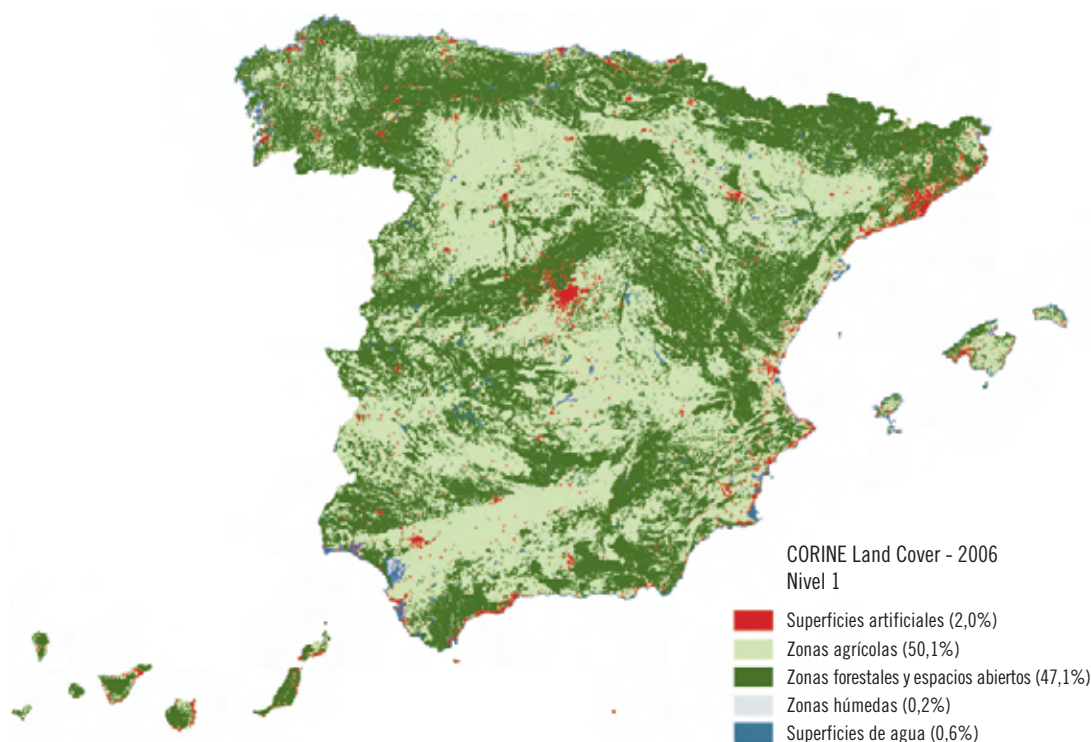 CORINE Land Cover - 2006
Nivel 1
Superficies artificiales (2,0%)
Zonas agrícolas (50,1%)
Zonas forestales y espacios abiertos (47,1%)
Zonas húmedas (0,2%)
Superficies de agua (0,6%)